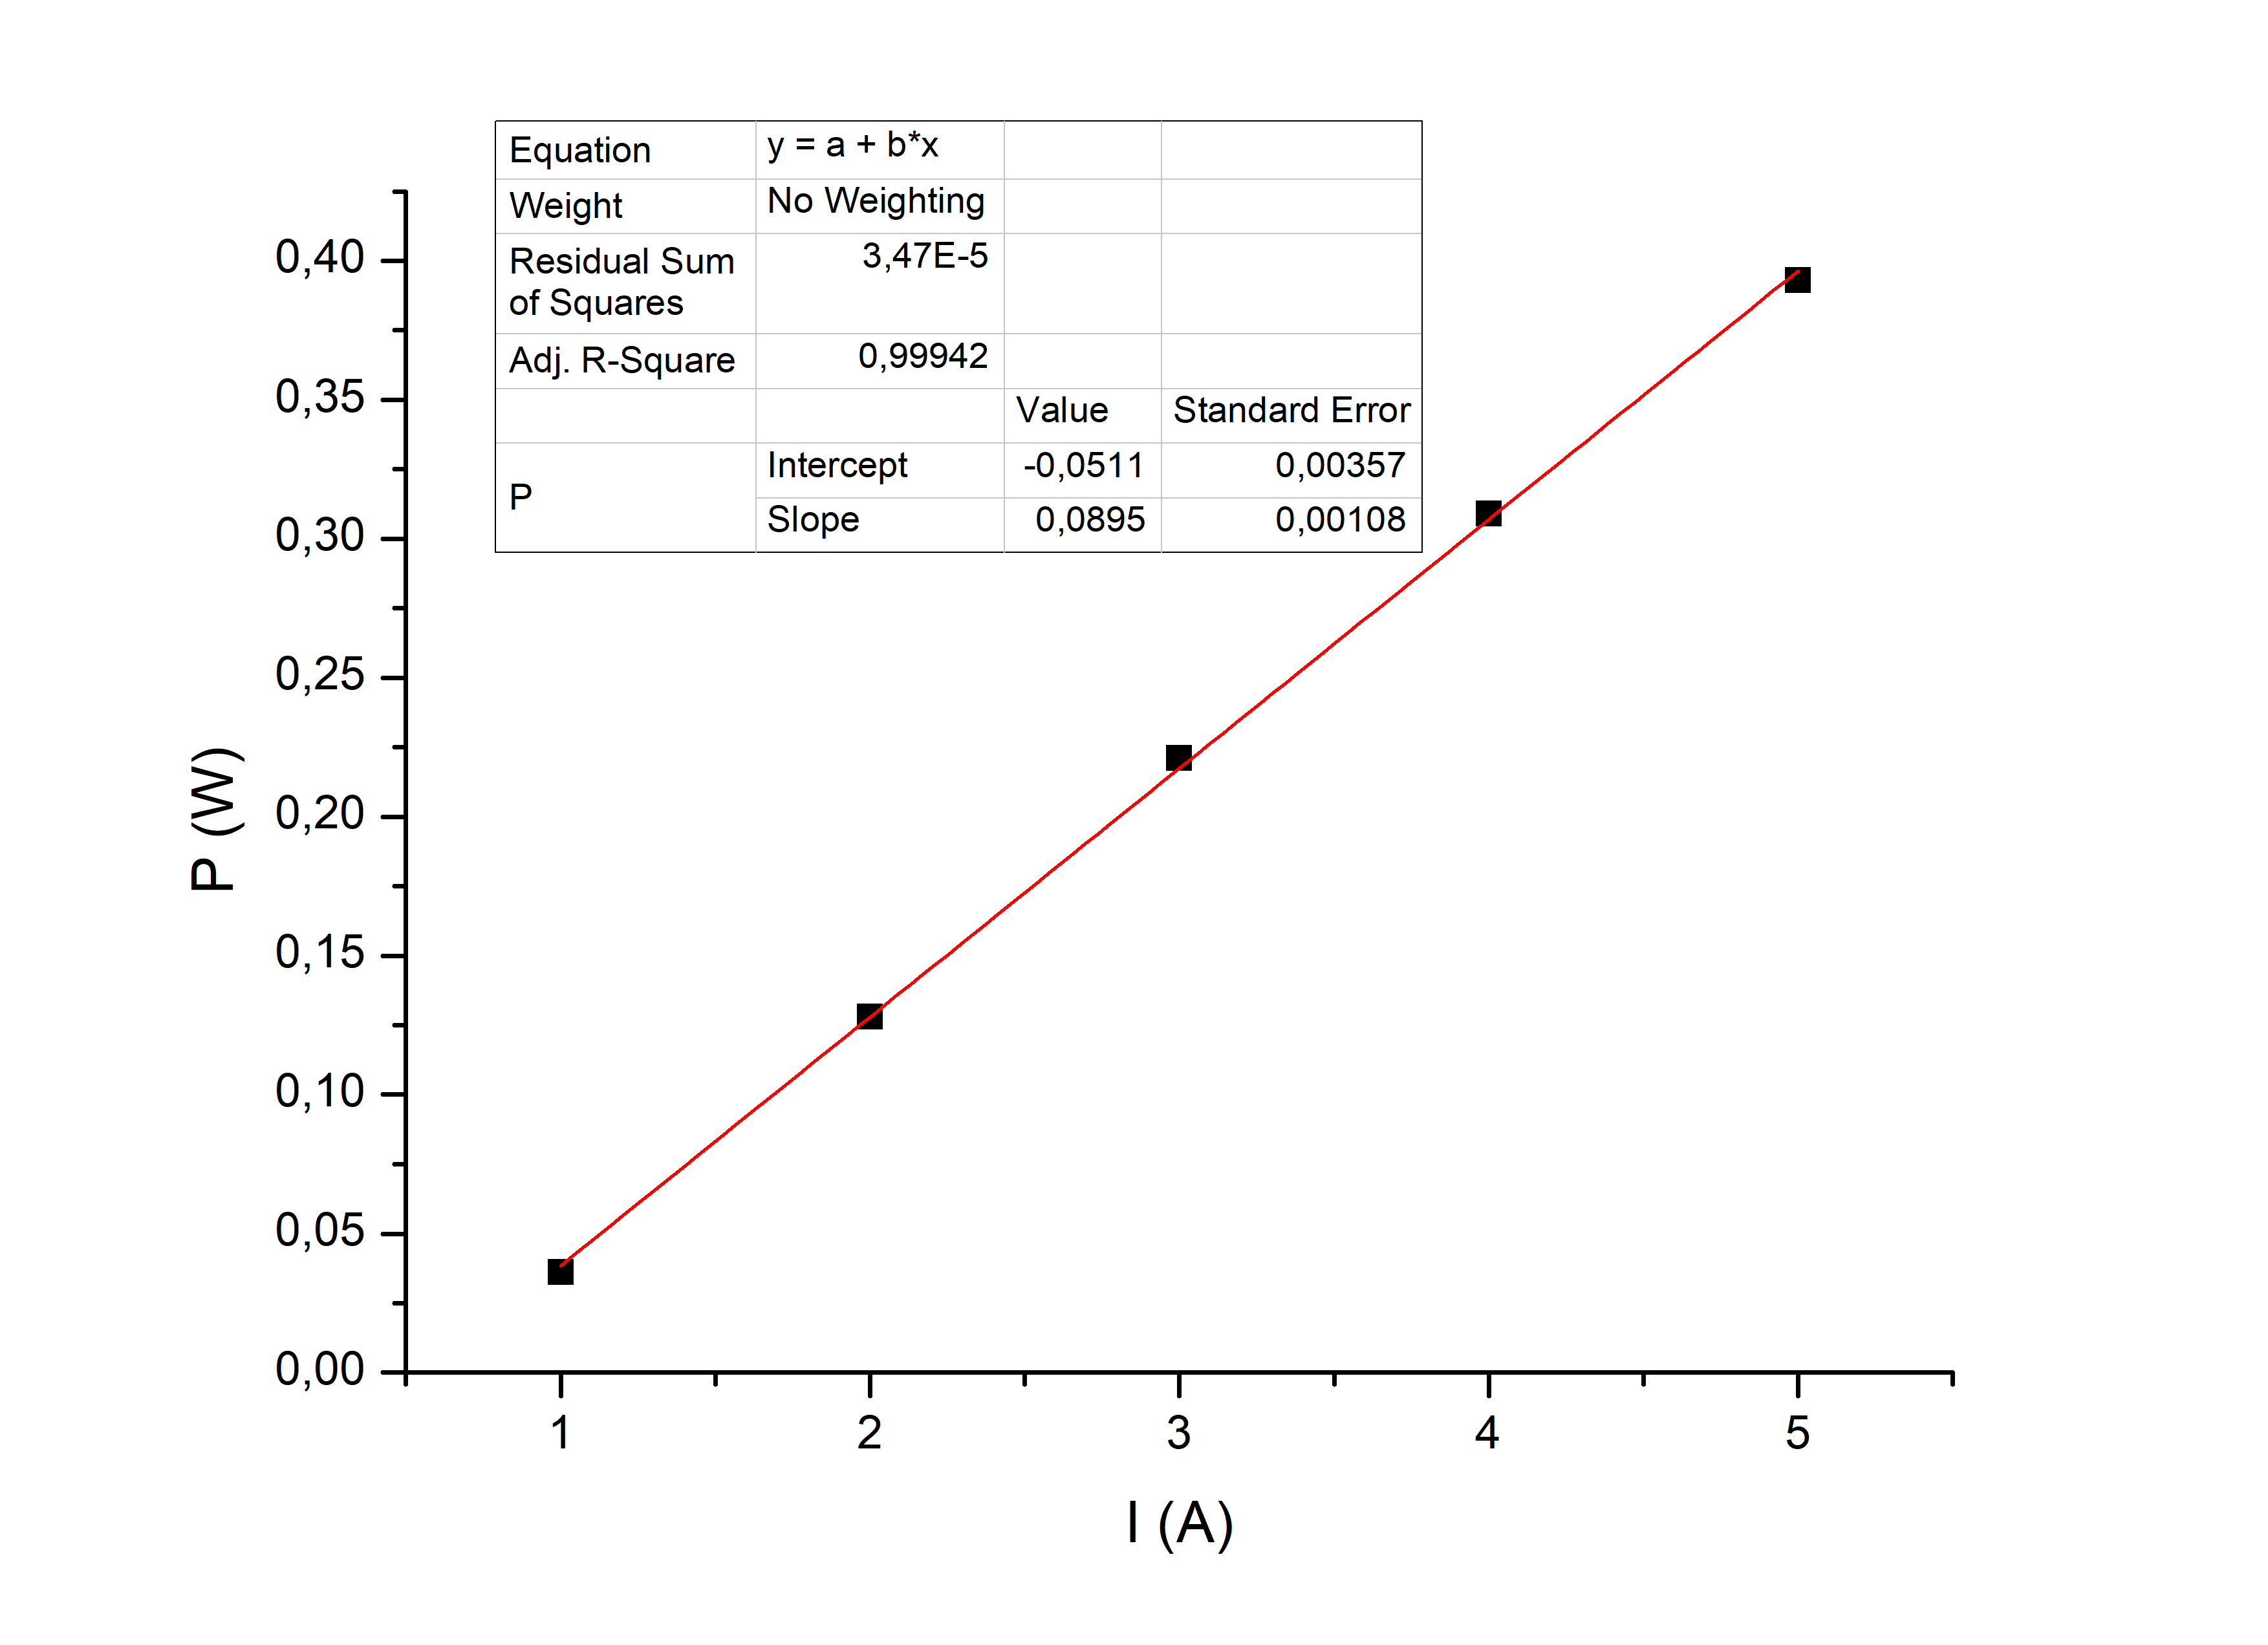 Equation y = a + b*x
Weight No Weighting
Residual Sum of Squares 3,47E-5
Adj. R-Square 0,99942
Value Standard Error
P Intercept -0,0511 0,00357
Slope 0,0895 0,00108
0,40
0,35
0,30
0,25
0,20
0,15
0,10
0,05
0,00
P (W)
1 2 3 4 5
I (A)